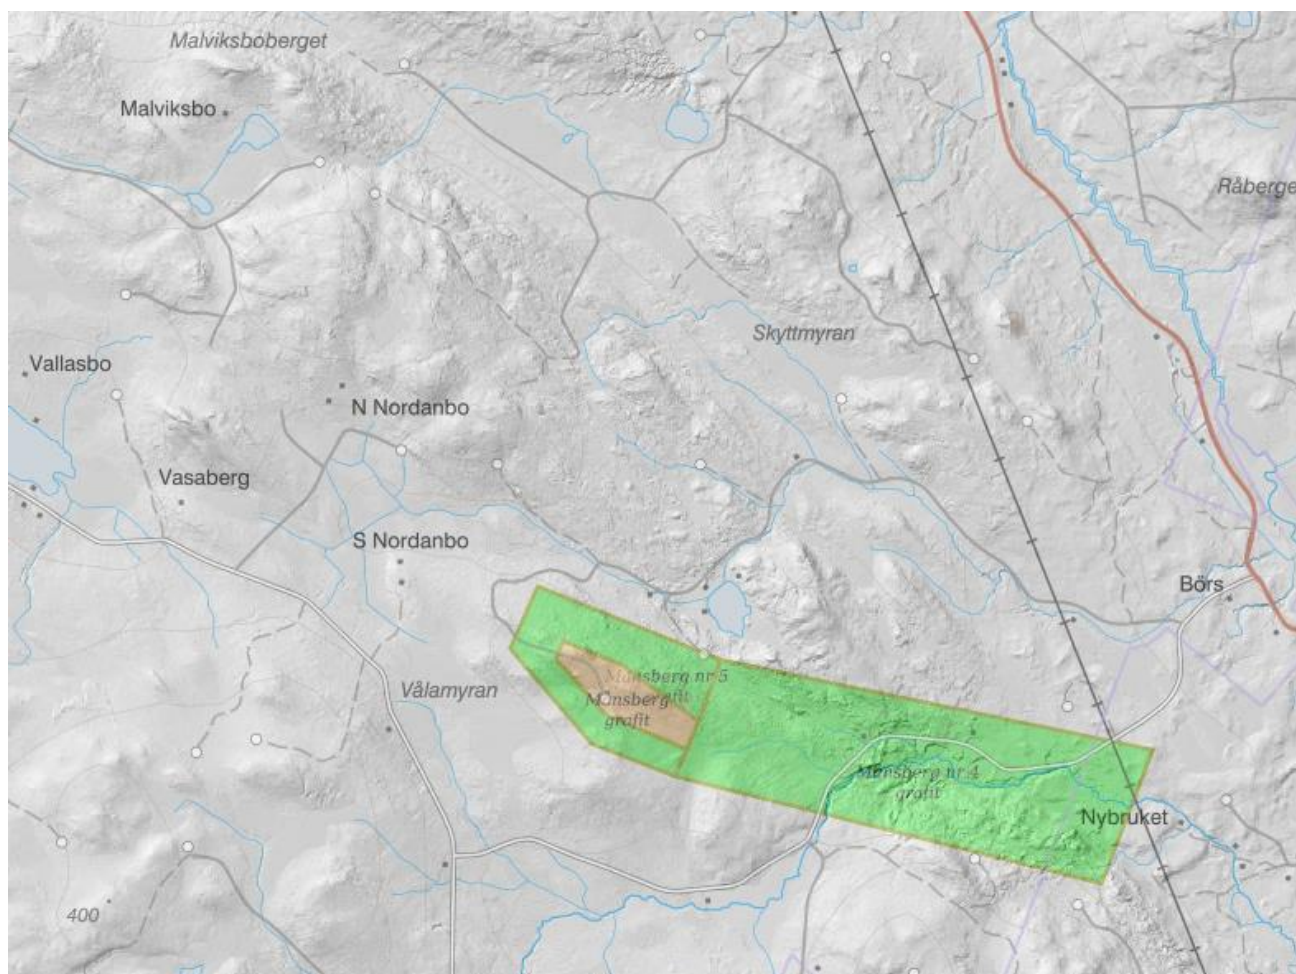 Malviksboberget
Malviksbo
Råberge
Skyttmyran
Vallasbo
N Nordanbo
Vasaberg
S Nordanbo
Börs
Månsberg nr 5
Vålamyran
Månsberg
grafit
Månsberg nr 4
grafit
Nybruket
400